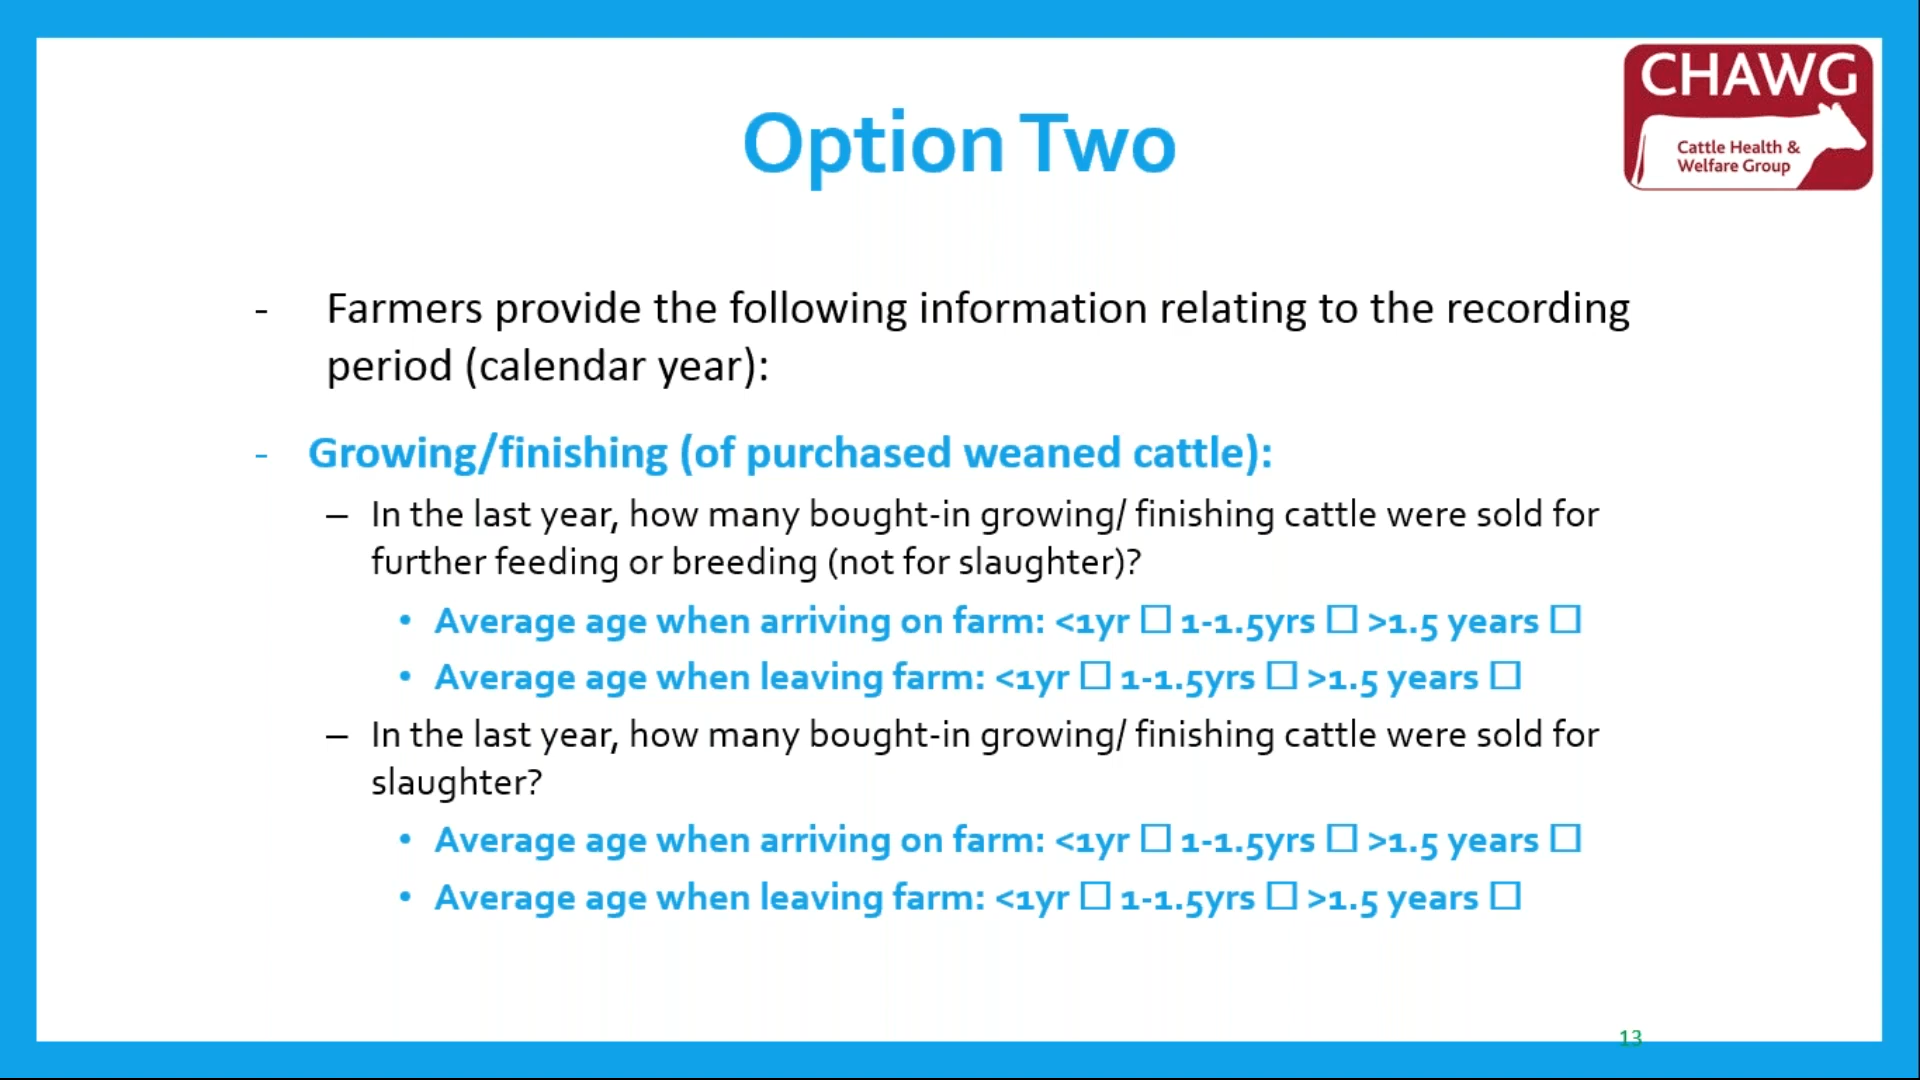 CHAWG
Cattle Health &
Welfare Group
Option Two
- Farmers provide the following information relating to the recording
period (calendar year):
- Growing/finishing (of purchased weaned cattle):
– In the last year, how many bought-in growing/ finishing cattle were sold for
further feeding or breeding (not for slaughter)?
• Average age when arriving on farm: <1yr ☐ 1-1.5yrs ☐ >1.5 years ☐
• Average age when leaving farm: <1yr ☐ 1-1.5yrs ☐ >1.5 years ☐
– In the last year, how many bought-in growing/ finishing cattle were sold for
slaughter?
• Average age when arriving on farm: <1yr ☐ 1-1.5yrs ☐ >1.5 years ☐
• Average age when leaving farm: <1yr ☐ 1-1.5yrs ☐ >1.5 years ☐
13